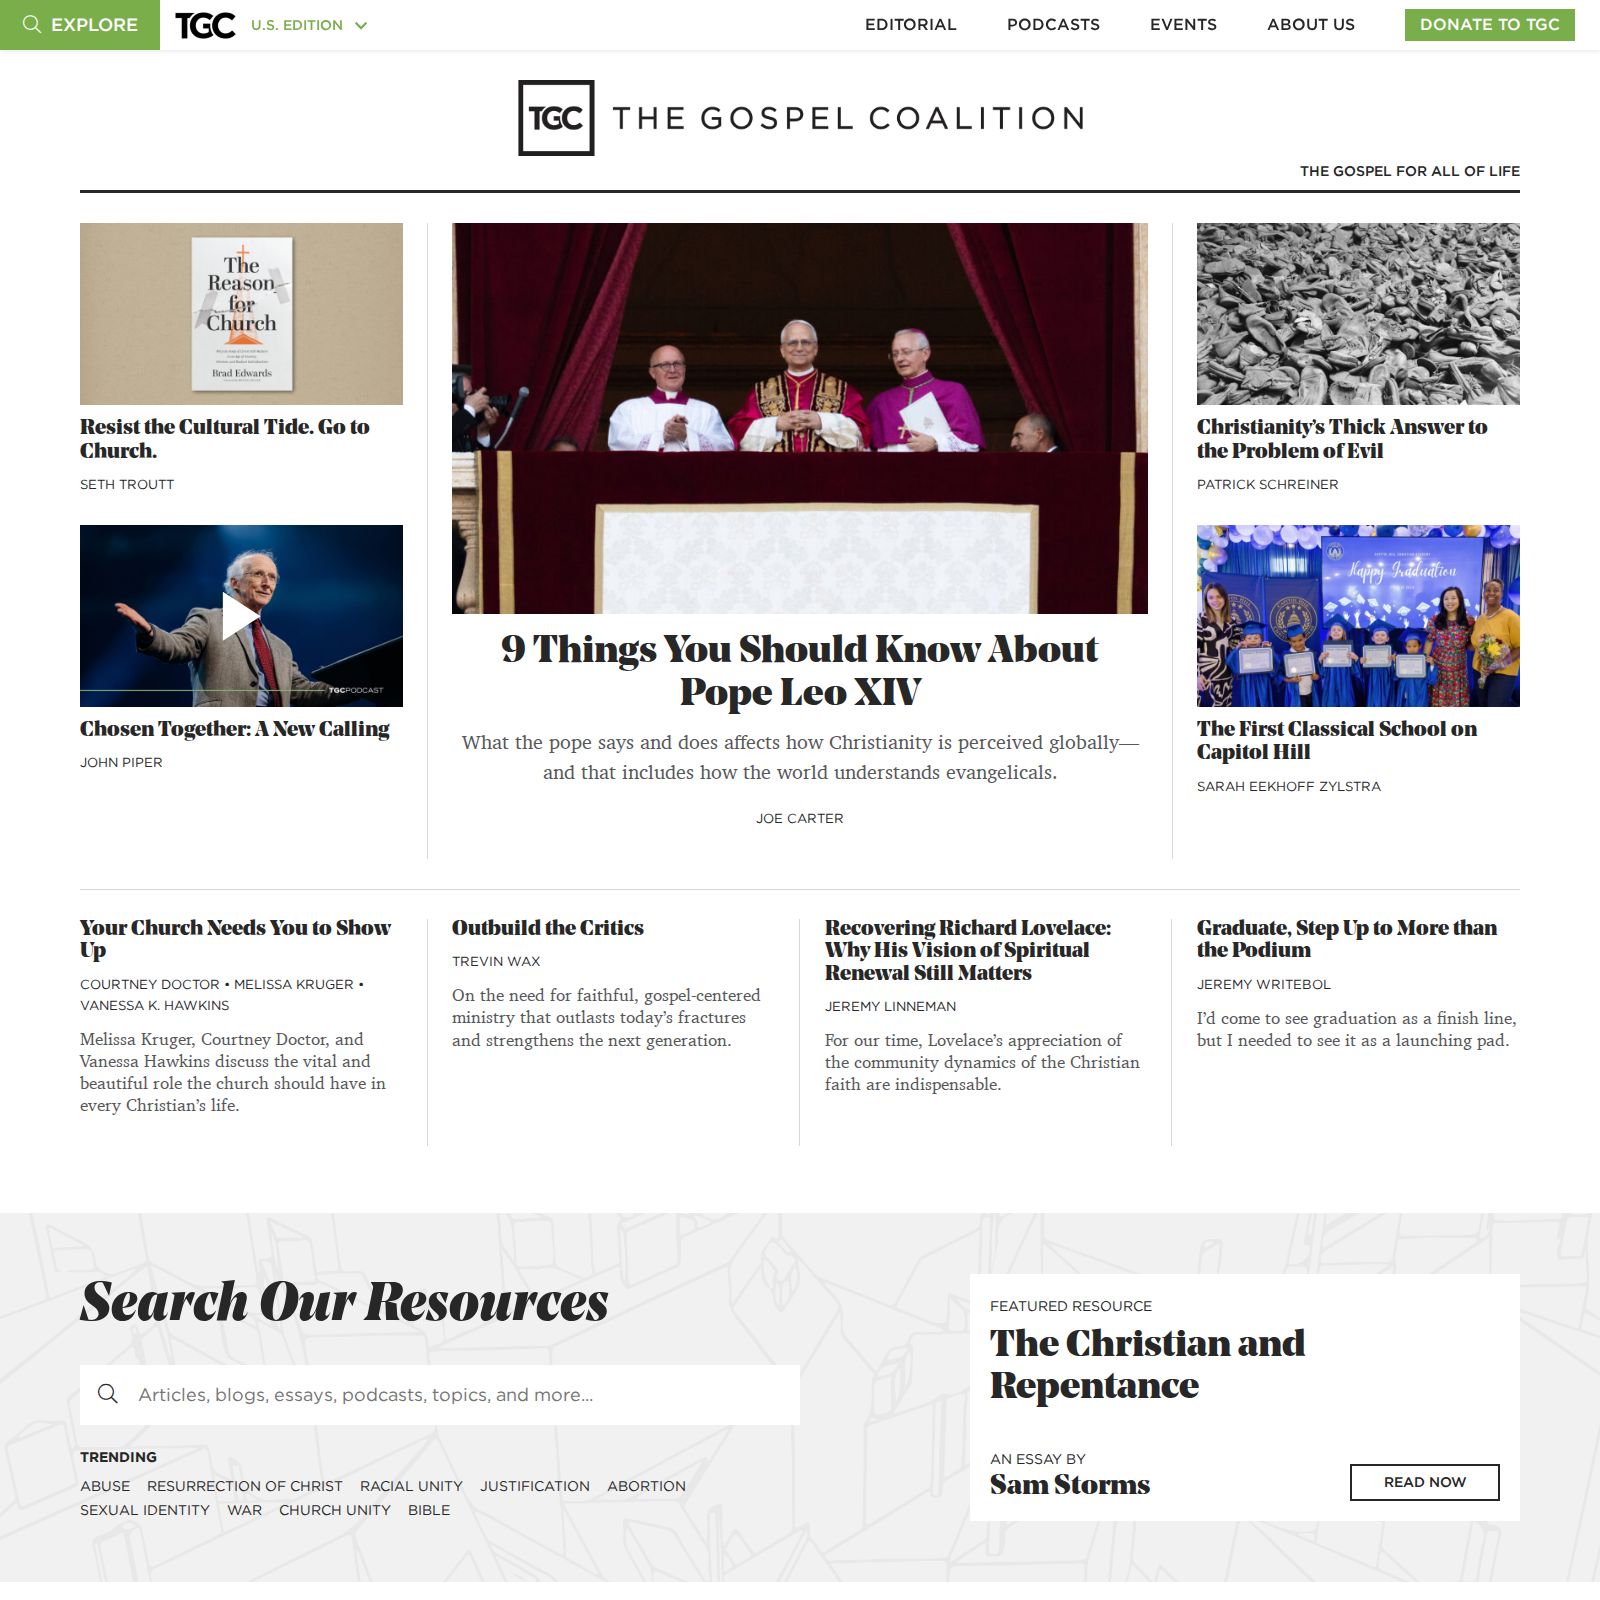 EXPLORE
TGC
U.S. EDITION
EDITORIAL
PODCASTS
EVENTS
ABOUT US
DONATE TO TGC
TGC THE GOSPEL COALITION
THE GOSPEL FOR ALL OF LIFE
The
Reason
for
Church
Brad Edwards
Resist the Cultural Tide. Go to
Church.
SETH TROUTT
TGCPODCAST
Chosen Together: A New Calling
JOHN PIPER
9 Things You Should Know About
Pope Leo XIV
What the pope says and does affects how Christianity is perceived globally—
and that includes how the world understands evangelicals.
JOE CARTER
Christianity’s Thick Answer to
the Problem of Evil
PATRICK SCHREINER
Happy Graduation
The First Classical School on
Capitol Hill
SARAH EEKHOFF ZYLSTRA
Your Church Needs You to Show
Up
COURTNEY DOCTOR • MELISSA KRUGER •
VANESSA K. HAWKINS
Melissa Kruger, Courtney Doctor, and
Vanessa Hawkins discuss the vital and
beautiful role the church should have in
every Christian’s life.
Outbuild the Critics
TREVIN WAX
On the need for faithful, gospel-centered
ministry that outlasts today’s fractures
and strengthens the next generation.
Recovering Richard Lovelace:
Why His Vision of Spiritual
Renewal Still Matters
JEREMY LINNEMAN
For our time, Lovelace’s appreciation of
the community dynamics of the Christian
faith are indispensable.
Graduate, Step Up to More than
the Podium
JEREMY WRITEBOL
I’d come to see graduation as a finish line,
but I needed to see it as a launching pad.
Search Our Resources
Articles, blogs, essays, podcasts, topics, and more...
TRENDING
ABUSE RESURRECTION OF CHRIST RACIAL UNITY JUSTIFICATION ABORTION
SEXUAL IDENTITY WAR CHURCH UNITY BIBLE
FEATURED RESOURCE
The Christian and
Repentance
AN ESSAY BY
Sam Storms
READ NOW